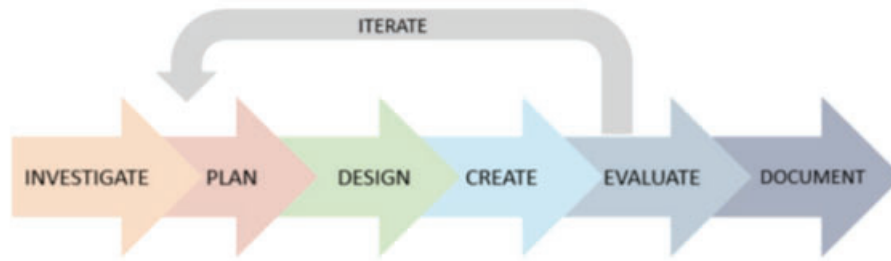 ITERATE
INVESTIGATE PLAN DESIGN CREATE EVALUATE DOCUMENT